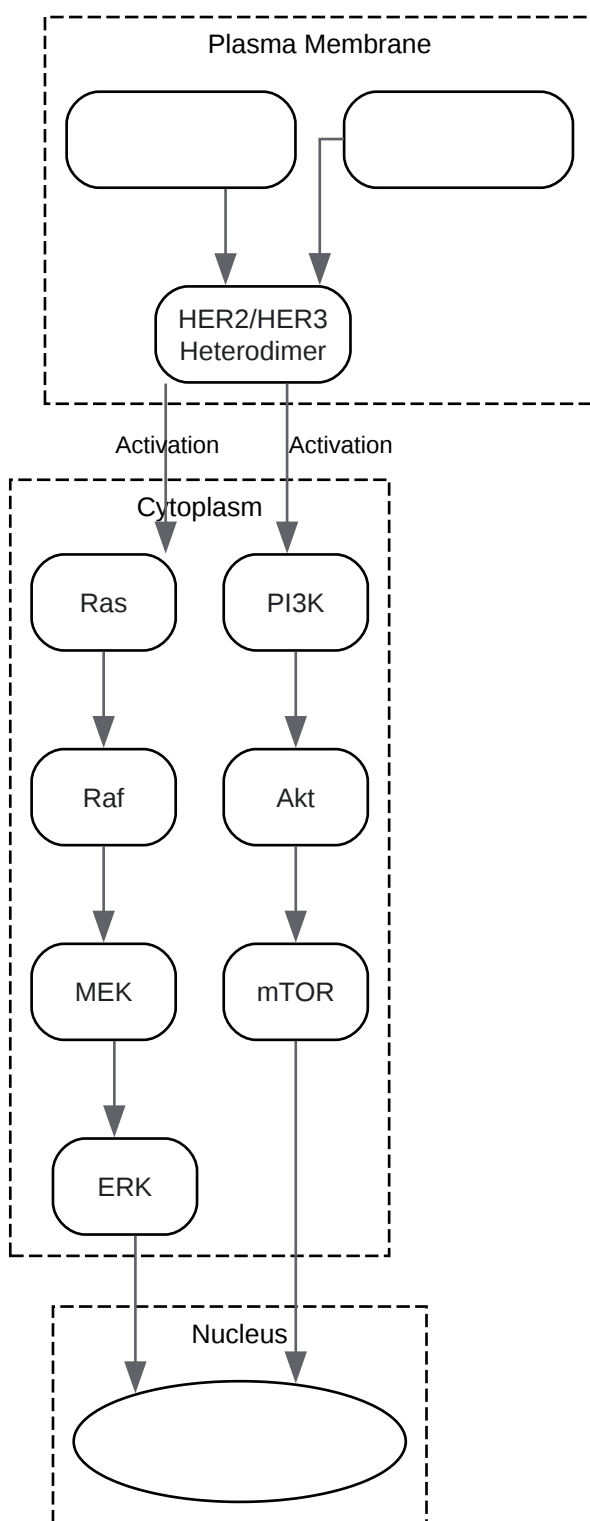 Plasma Membrane
HER2/HER3
Heterodimer
Activation
Activation
Cytoplasm
Ras
PI3K
Raf
Akt
MEK
mTOR
ERK
Nucleus